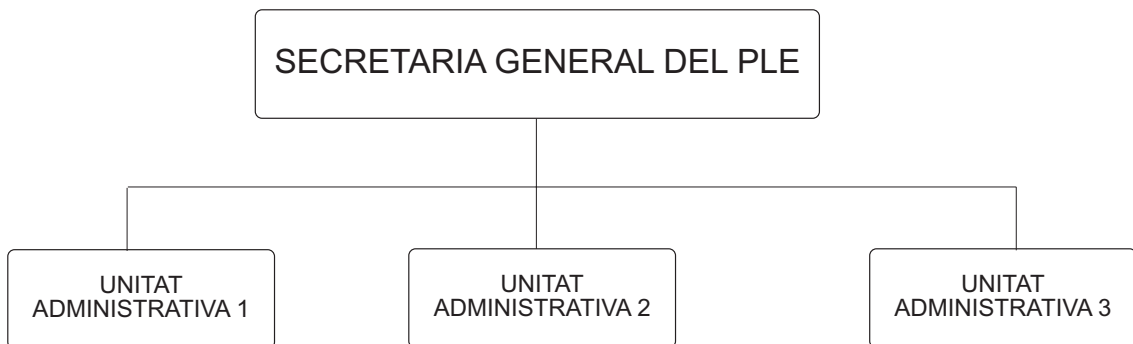 SECRETARIA GENERAL DEL PLE
UNITAT
ADMINISTRATIVA 1
UNITAT
ADMINISTRATIVA 2
UNITAT
ADMINISTRATIVA 3